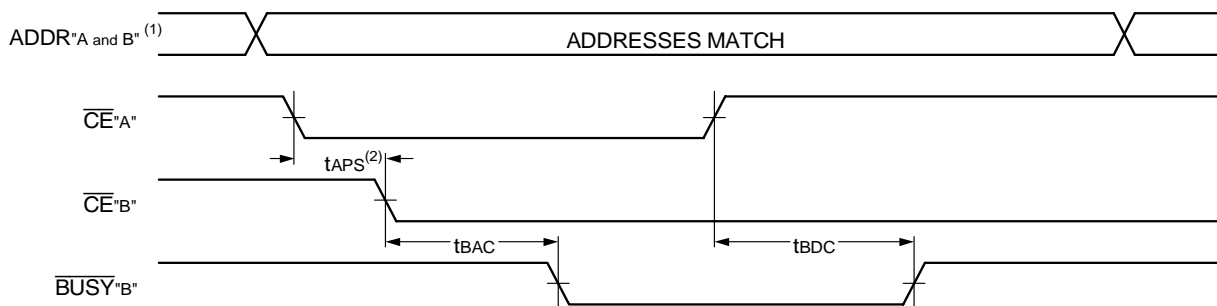 ADDR"A and B" (1)
ADDRESSES MATCH
CE"A"
tAPS(2)
CE"B"
tBAC
tBDC
BUSY"B"